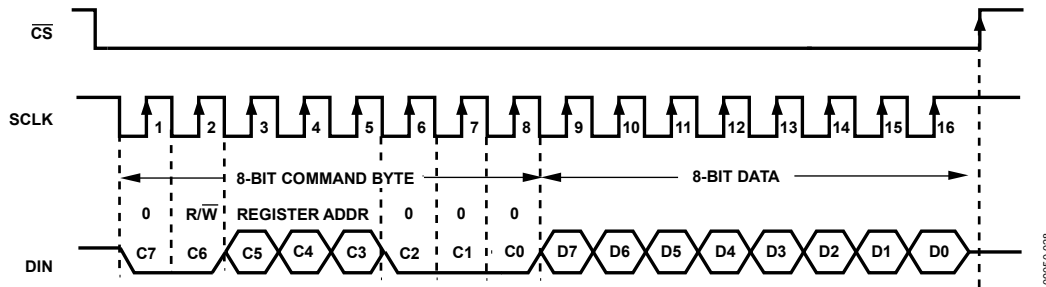 CS
SCLK
1 2 3 4 5 6 7 8 9 10 11 12 13 14 15 16
8-BIT COMMAND BYTE 8-BIT DATA
0 R/W REGISTER ADDR 0 0 0
DIN C7 C6 C5 C4 C3 C2 C1 C0 D7 D6 D5 D4 D3 D2 D1 D0